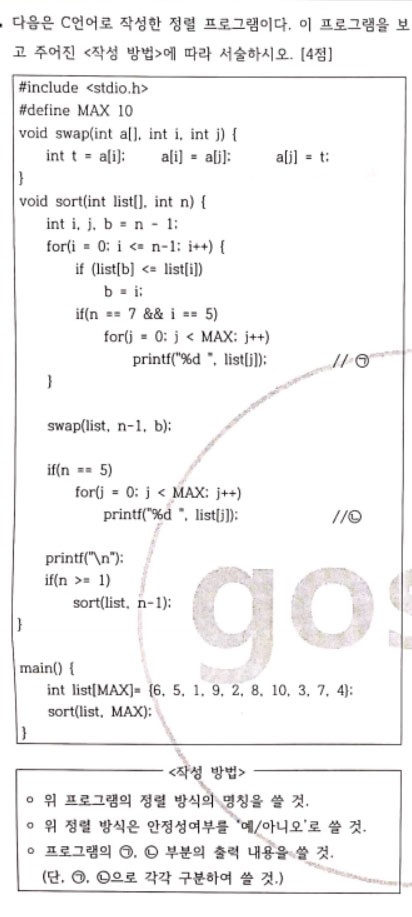 다음은 C언어로 작성한 정렬 프로그램이다. 이 프로그램을 보
고 주어진 <작성 방법>에 따라 서술하시오. [4점]
#include <stdio.h>
#define MAX 10
void swap(int a[], int i, int j) {
int t = a[i]; a[i] = a[j]; a[j] = t;
}
void sort(int list[], int n) {
int i, j, b = n - 1;
for(i = 0; i <= n-1; i++) {
if (list[b] <= list[i])
b = i;
if(n == 7 && i == 5)
for(j = 0; j < MAX; j++)
printf("%d ", list[j]); // ㉠
}
swap(list, n-1, b);
if(n == 5)
for(j = 0; j < MAX; j++)
printf("%d ", list[j]); //㉡
printf("\n");
if(n >= 1)
sort(list, n-1);
}
main() {
int list[MAX]= {6, 5, 1, 9, 2, 8, 10, 3, 7, 4};
sort(list, MAX);
}
<작성 방법>
○ 위 프로그램의 정렬 방식의 명칭을 쓸 것.
○ 위 정렬 방식은 안정성여부를 '예/아니오'로 쓸 것.
○ 프로그램의 ㉠, ㉡ 부분의 출력 내용을 쓸 것.
(단, ㉠, ㉡으로 각각 구분하여 쓸 것.)
gos